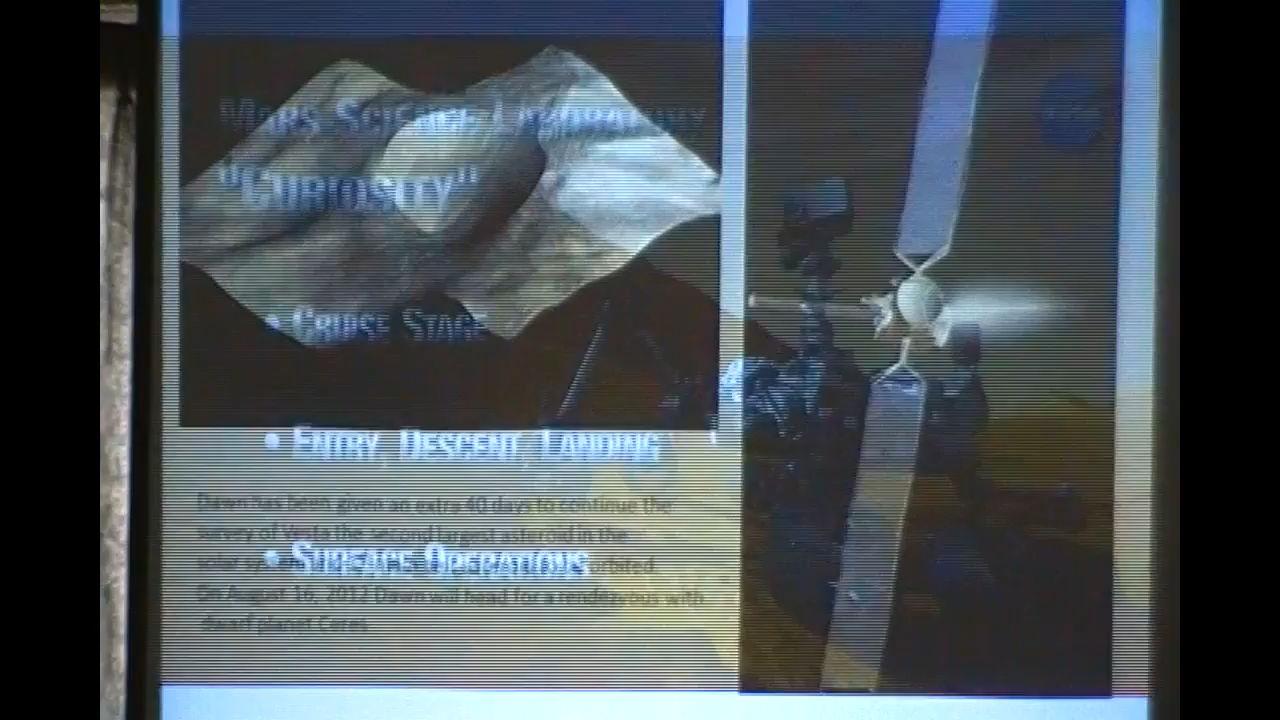 Mars Science Laboratory
"Curiosity"
• Cruise Stage
• Entry, Descent, Landing
• Surface Operations
Dawn has been given an extra 40 days to continue the
survey of Vesta the second largest asteroid in the
solar orbited
On August 16, 2012 Dawn will head for a rendezvous with
dwarf planet Ceres